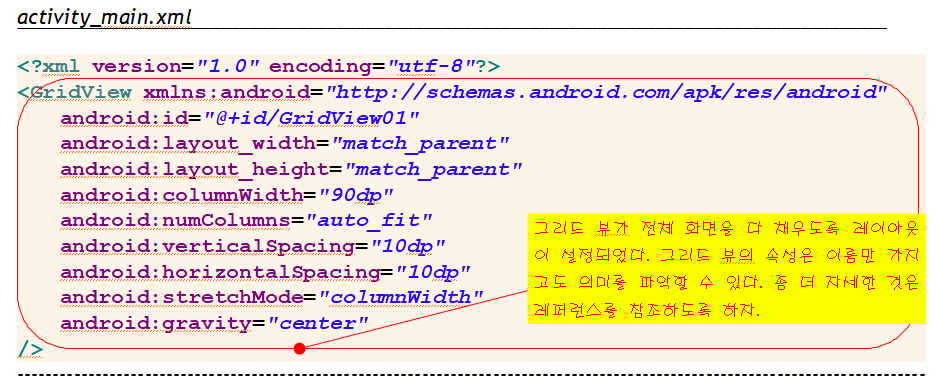 activity_main.xml
<?xml version="1.0" encoding="utf-8"?>
<GridView xmlns:android="http://schemas.android.com/apk/res/android"
android:id="@+id/GridView01"
android:layout_width="match_parent"
android:layout_height="match_parent"
android:columnWidth="90dp"
android:numColumns="auto_fit"
android:verticalSpacing="10dp"
android:horizontalSpacing="10dp"
android:stretchMode="columnWidth"
android:gravity="center"
/>
그리드 뷰가 전체 화면을 다 채우도록 레이아웃
이 설정되었다. 그리드 뷰의 속성은 이름만 가지
고도 의미를 파악할 수 있다. 좀 더 자세한 것은
레퍼런스를 참조하도록 하자.